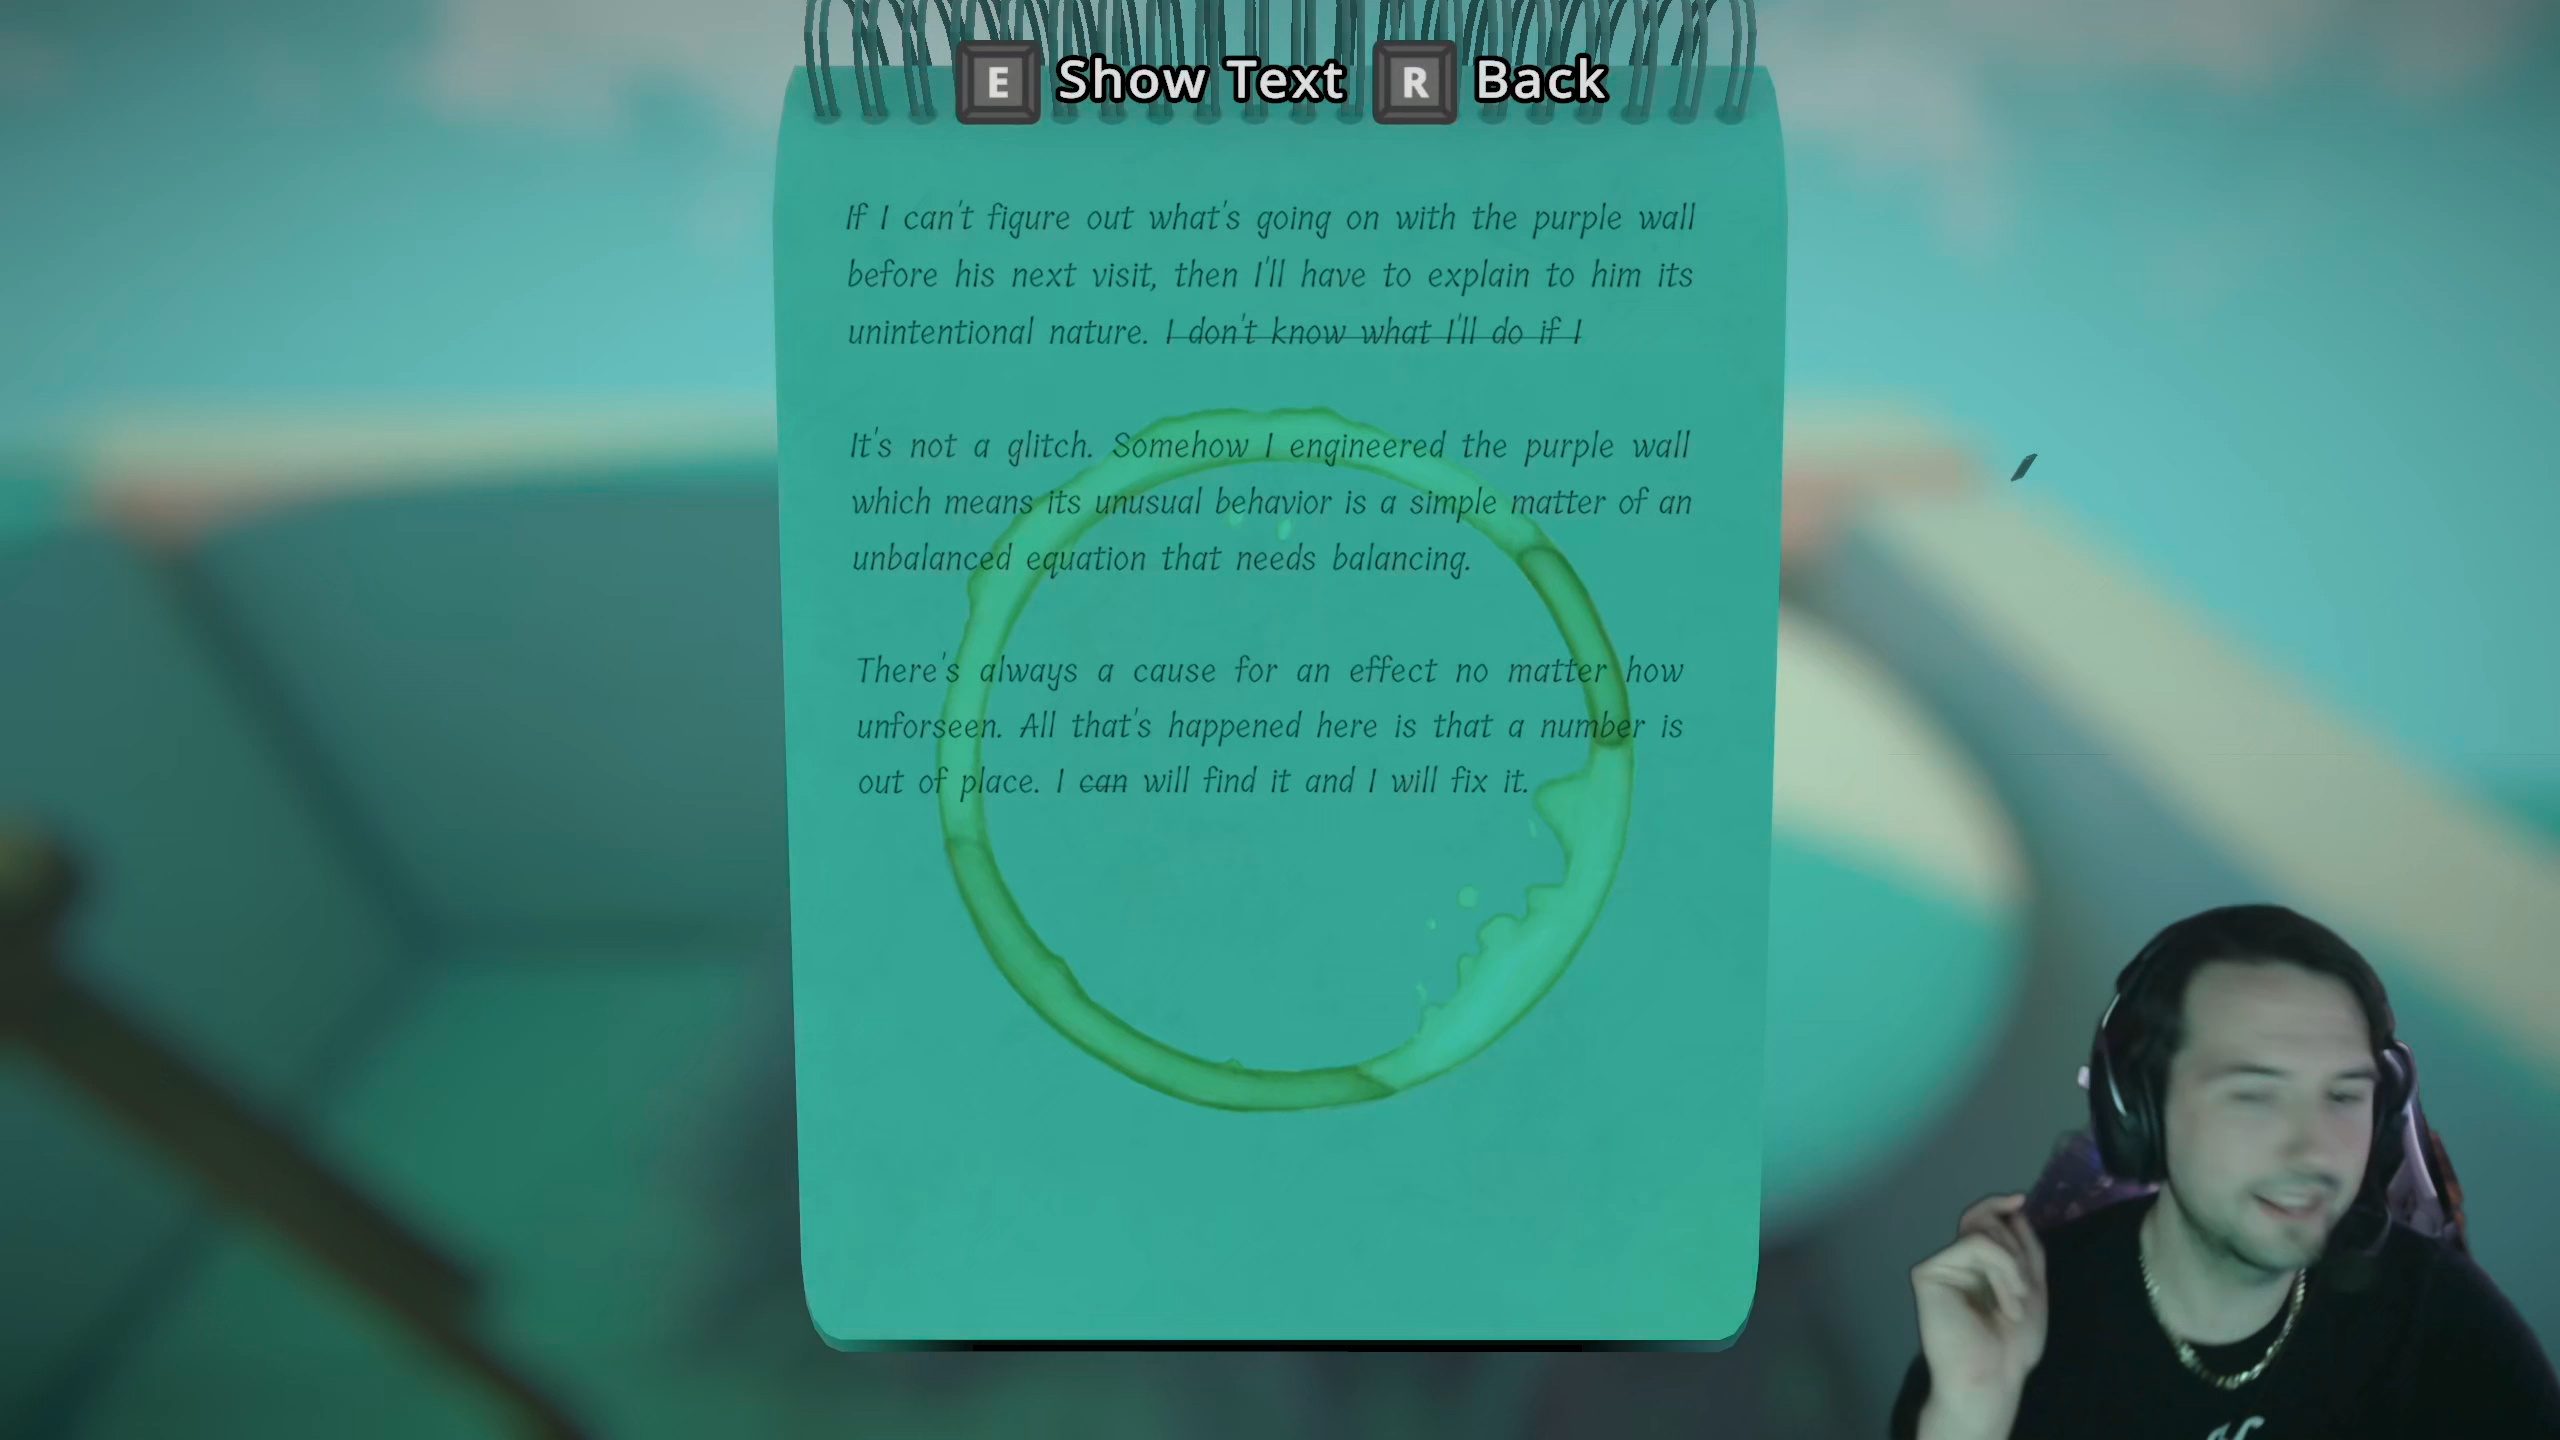 E Show Text R Back
If I can't figure out what's going on with the purple wall
before his next visit, then I'll have to explain to him its
unintentional nature. I don't know what I'll do if I
It's not a glitch. Somehow I engineered the purple wall
which means its unusual behavior is a simple matter of an
unbalanced equation that needs balancing.
There's always a cause for an effect no matter how
unforseen. All that's happened here is that a number is
out of place. I can will find it and I will fix it.